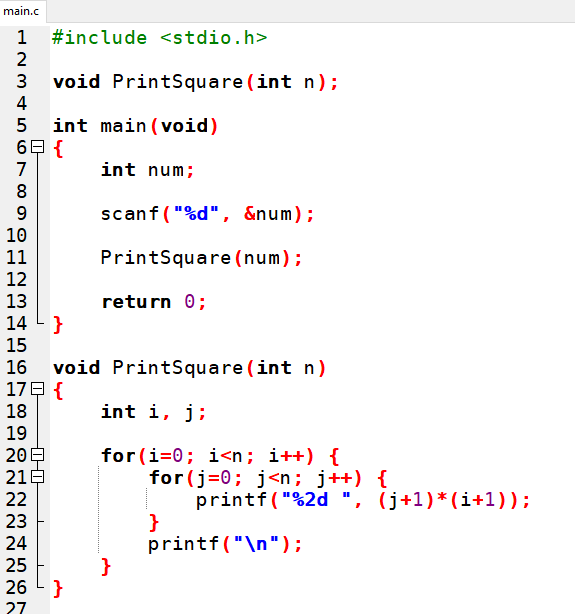 main.c
1 #include <stdio.h>
2
3 void PrintSquare(int n);
4
5 int main(void)
6 {
7     int num;
8
9     scanf("%d", &num);
10
11     PrintSquare(num);
12
13     return 0;
14 }
15
16 void PrintSquare(int n)
17 {
18     int i, j;
19
20     for(i=0; i<n; i++) {
21         for(j=0; j<n; j++) {
22             printf("%2d ", (j+1)*(i+1));
23         }
24         printf("\n");
25     }
26 }
27